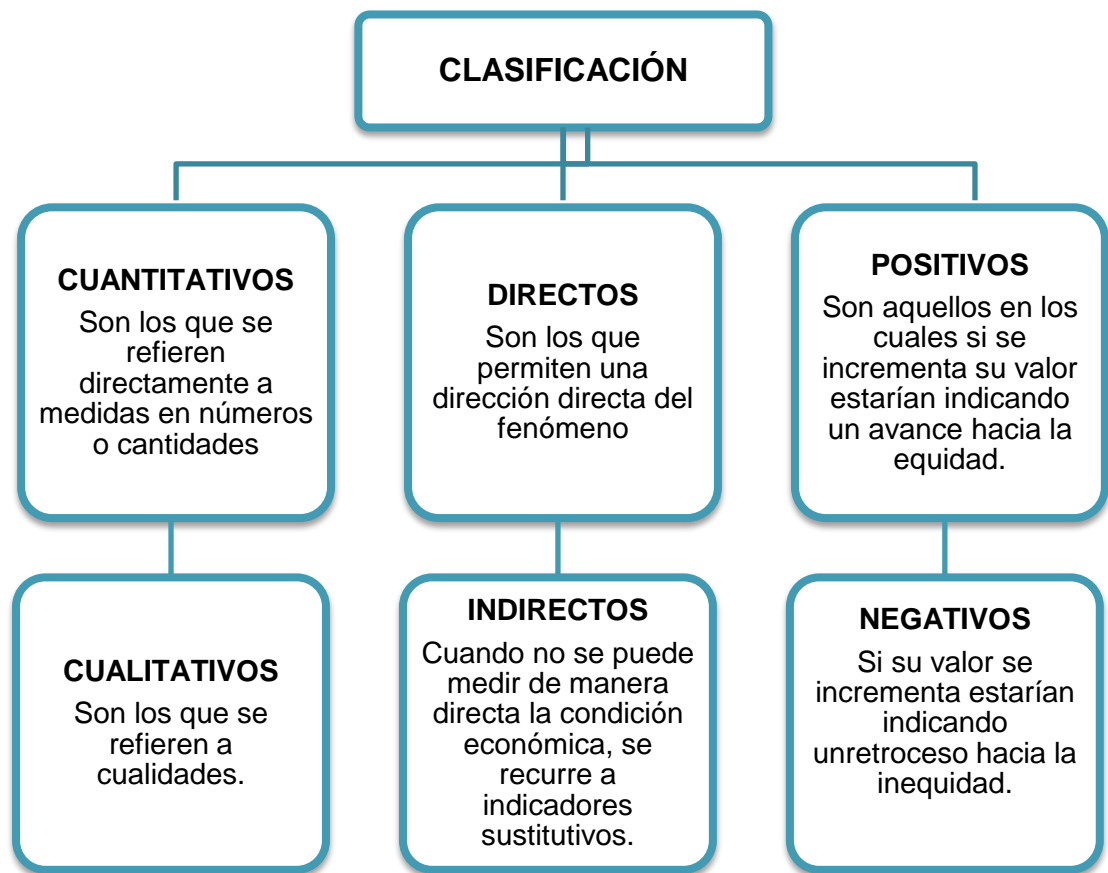 CLASIFICACIÓN
CUANTITATIVOS
Son los que se
refieren
directamente a
medidas en números
o cantidades
DIRECTOS
Son los que
permiten una
dirección directa del
fenómeno
POSITIVOS
Son aquellos en los
cuales si se
incrementa su valor
estarían indicando
un avance hacia la
equidad.
CUALITATIVOS
Son los que se
refieren a
cualidades.
INDIRECTOS
Cuando no se puede
medir de manera
directa la condición
económica, se
recurre a
indicadores
sustitutivos.
NEGATIVOS
Si su valor se
incrementa estarían
indicando
unretroceso hacia la
inequidad.